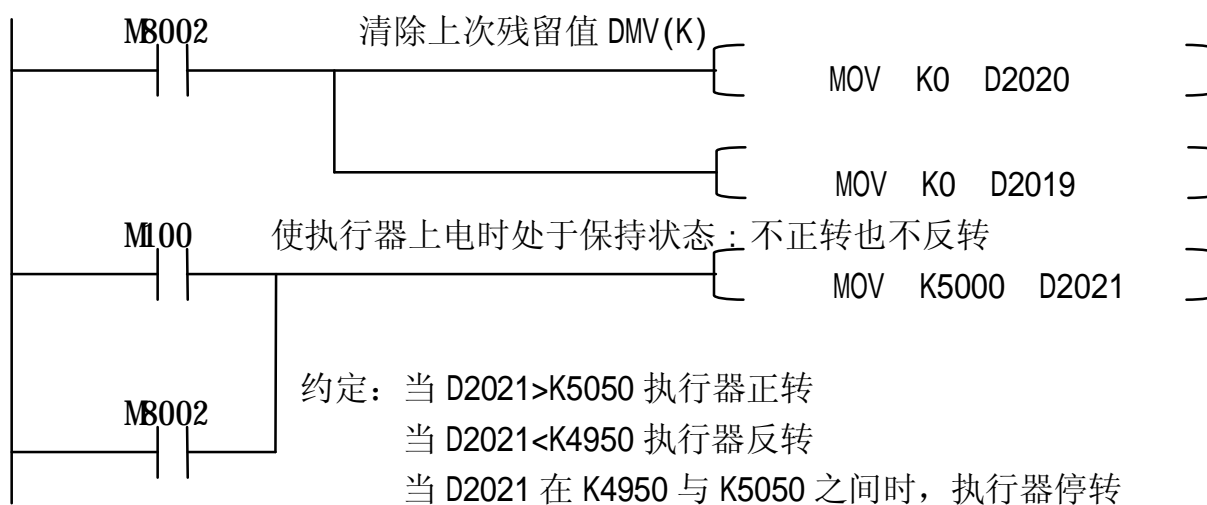 M8002 清除上次残留值 DMV(K)
MOV K0 D2020
MOV K0 D2019
M100 使执行器上电时处于保持状态：不正转也不反转
MOV K5000 D2021
约定：当 D2021>K5050 执行器正转
M8002
当 D2021<K4950 执行器反转
当 D2021 在 K4950 与 K5050 之间时，执行器停转